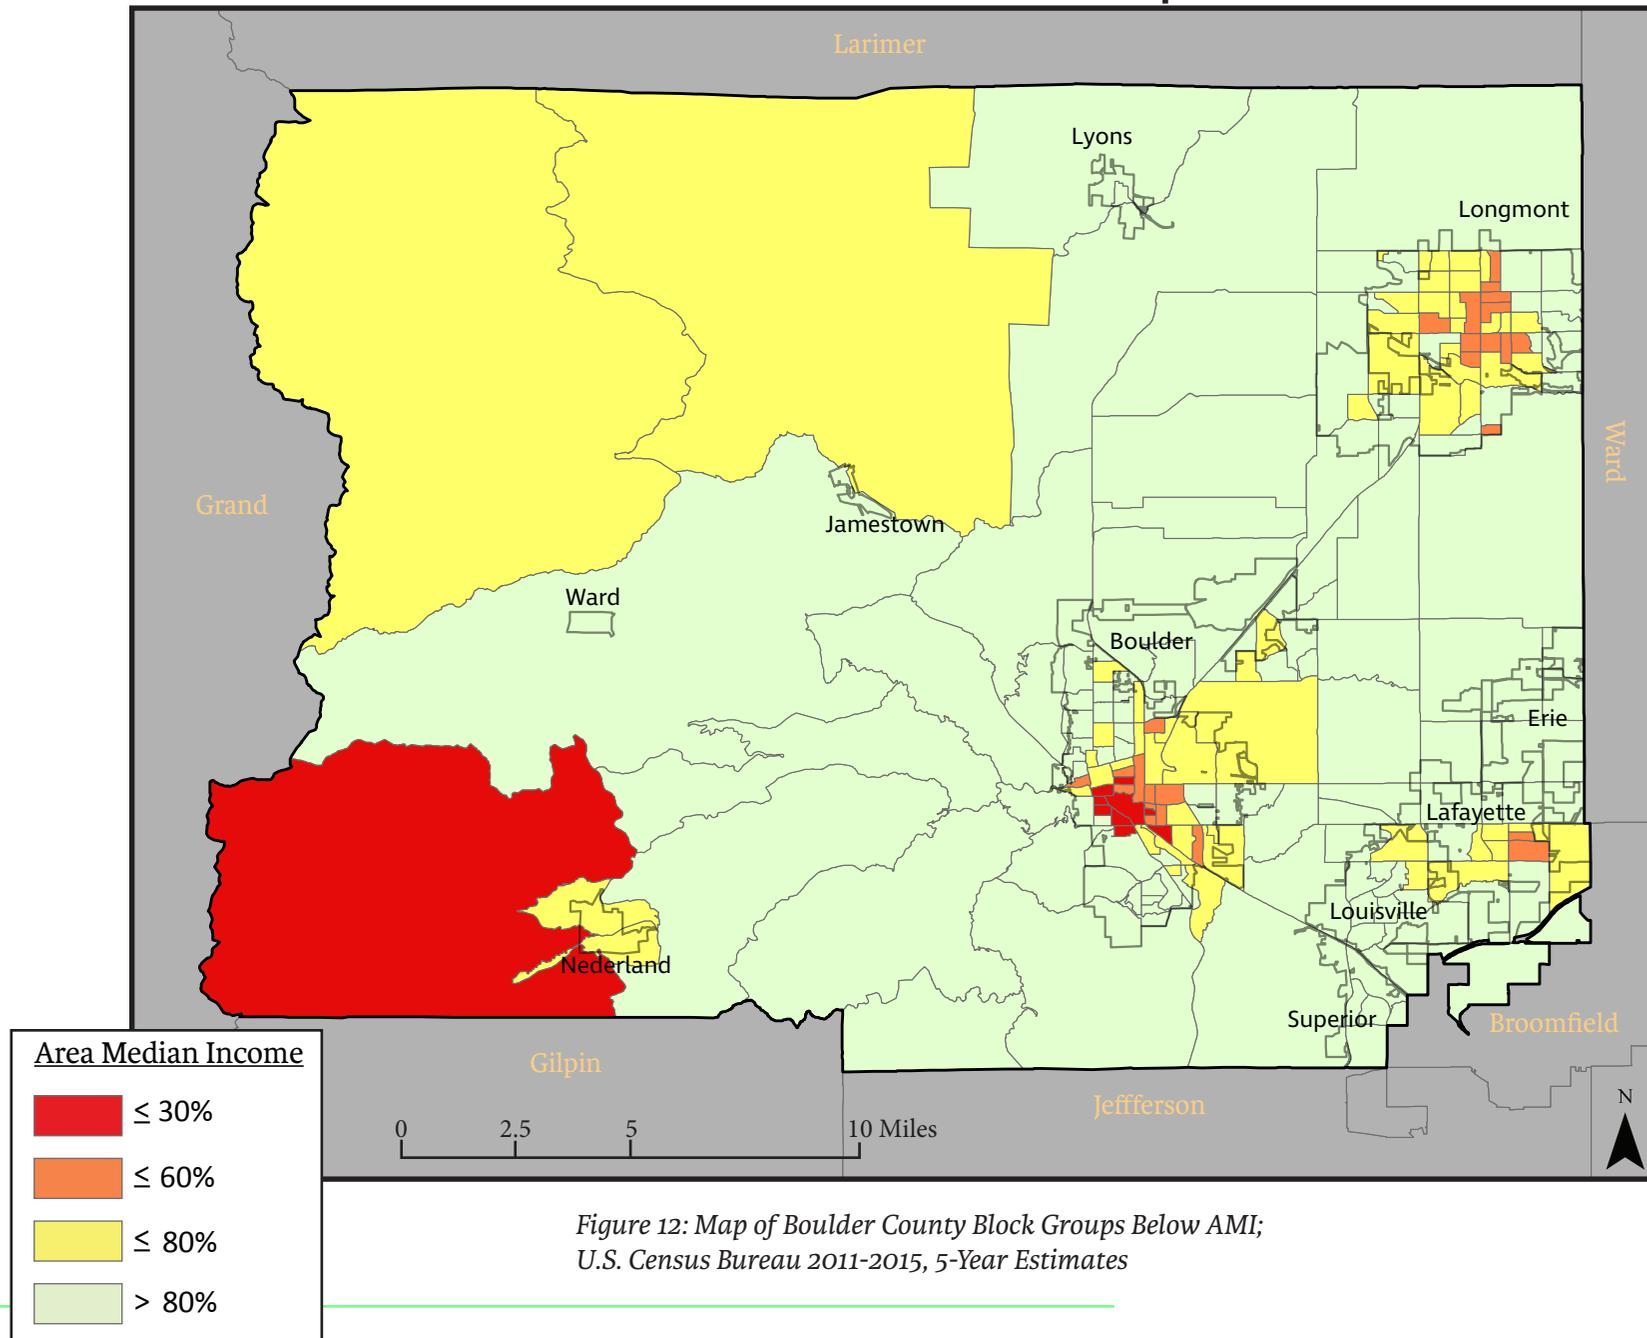 Larimer
Lyons
Longmont
Ward
Grand
Jamestown
Ward
Boulder
Erie
Lafayette
Louisville
Nederland
Superior
Broomfield
Gilpin
Jeffferson
N
Area Median Income
≤ 30%
≤ 60%
≤ 80%
> 80%
0 2.5 5 10 Miles
Figure 12: Map of Boulder County Block Groups Below AMI;
U.S. Census Bureau 2011-2015, 5-Year Estimates